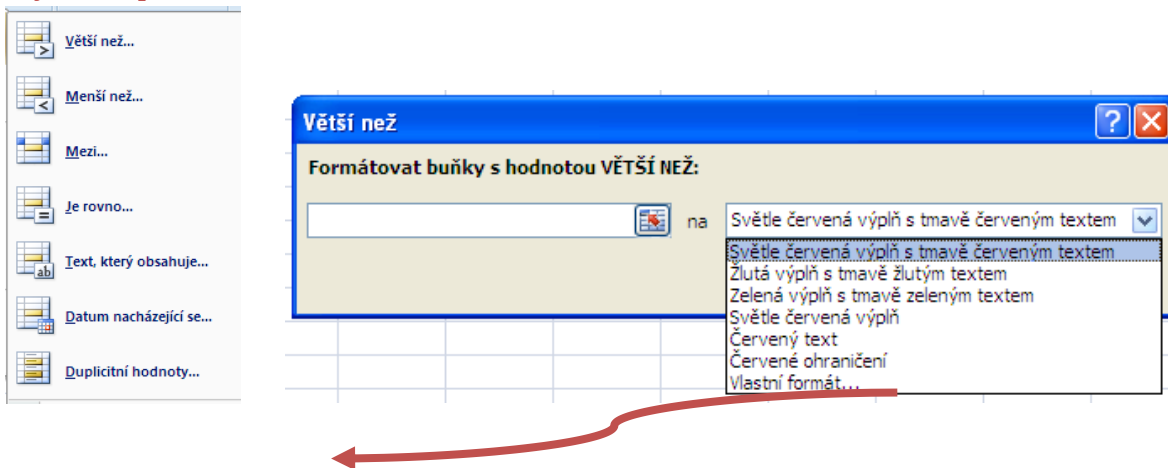 Větší než...
Menší než...
Mezi...
Je rovno...
Text, který obsahuje...
Datum nacházející se...
Duplicitní hodnoty...
Větší než
Formátovat buňky s hodnotou VĚTŠÍ NEŽ:
na
Světle červená výplň s tmavě červeným textem
Světle červená výplň s tmavě červeným textem
Žlutá výplň s tmavě žlutým textem
Zelená výplň s tmavě zeleným textem
Světle červená výplň
Červený text
Červené ohraničení
Vlastní formát...